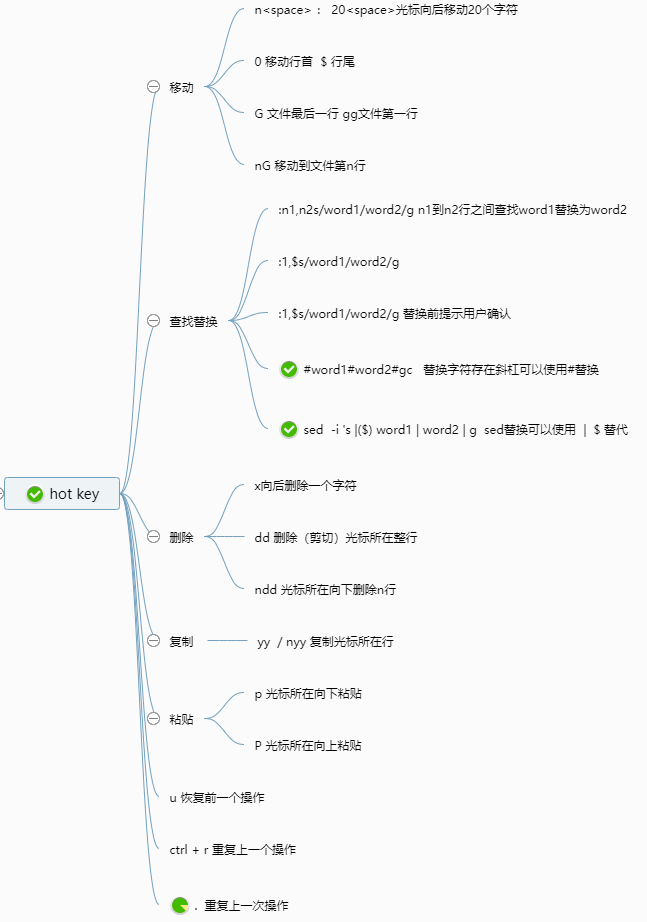 n<space> ： 20<space>光标向后移动20个字符
0 移动行首 $ 行尾
移动
G 文件最后一行 gg文件第一行
nG 移动到文件第n行
:n1,n2s/word1/word2/g n1到n2行之间查找word1替换为word2
:1,$s/word1/word2/g
:1,$s/word1/word2/g 替换前提示用户确认
查找替换
#word1#word2#gc 替换字符存在斜杠可以使用#替换
sed -i 's |($) word1 | word2 | g sed替换可以使用 | $ 替代
hot key
x向后删除一个字符
dd 删除（剪切）光标所在整行
删除
ndd 光标所在向下删除n行
复制
yy / nyy 复制光标所在行
p 光标所在向下粘贴
粘贴
P 光标所在向上粘贴
u 恢复前一个操作
ctrl + r 重复上一个操作
. 重复上一次操作